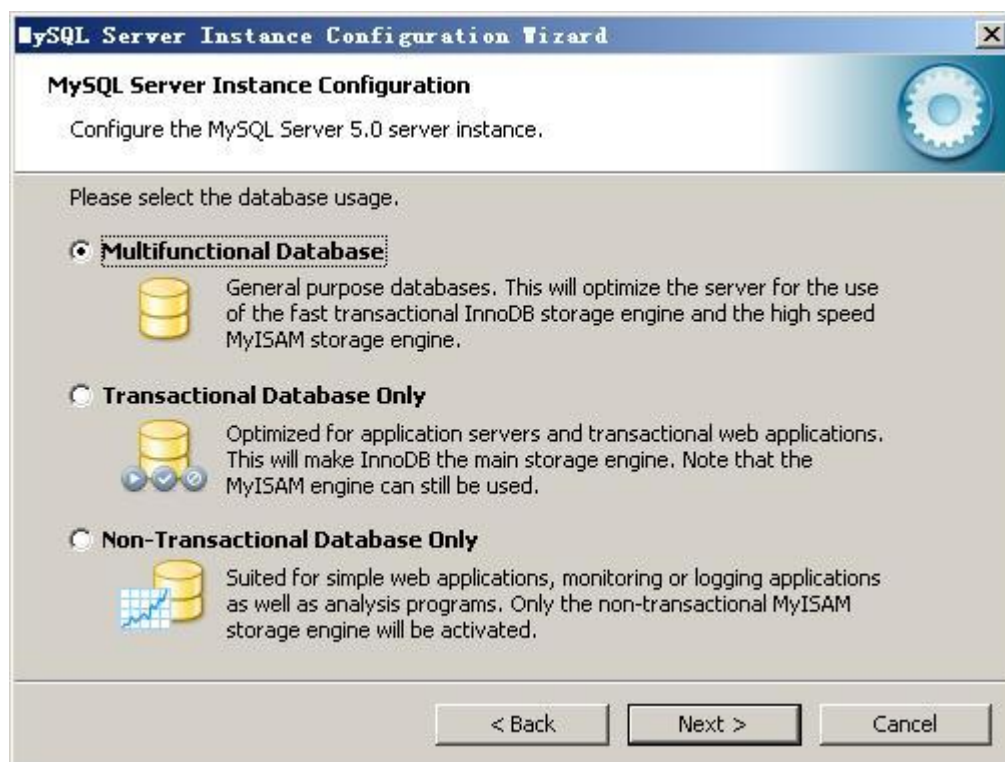 MySQL Server Instance Configuration Wizard
MySQL Server Instance Configuration
Configure the MySQL Server 5.0 server instance.
Please select the database usage.
Multifunctional Database
General purpose databases. This will optimize the server for the use
of the fast transactional InnoDB storage engine and the high speed
MyISAM storage engine.
Transactional Database Only
Optimized for application servers and transactional web applications.
This will make InnoDB the main storage engine. Note that the
MyISAM engine can still be used.
Non-Transactional Database Only
Suited for simple web applications, monitoring or logging applications
as well as analysis programs. Only the non-transactional MyISAM
storage engine will be activated.
< Back
Next >
Cancel